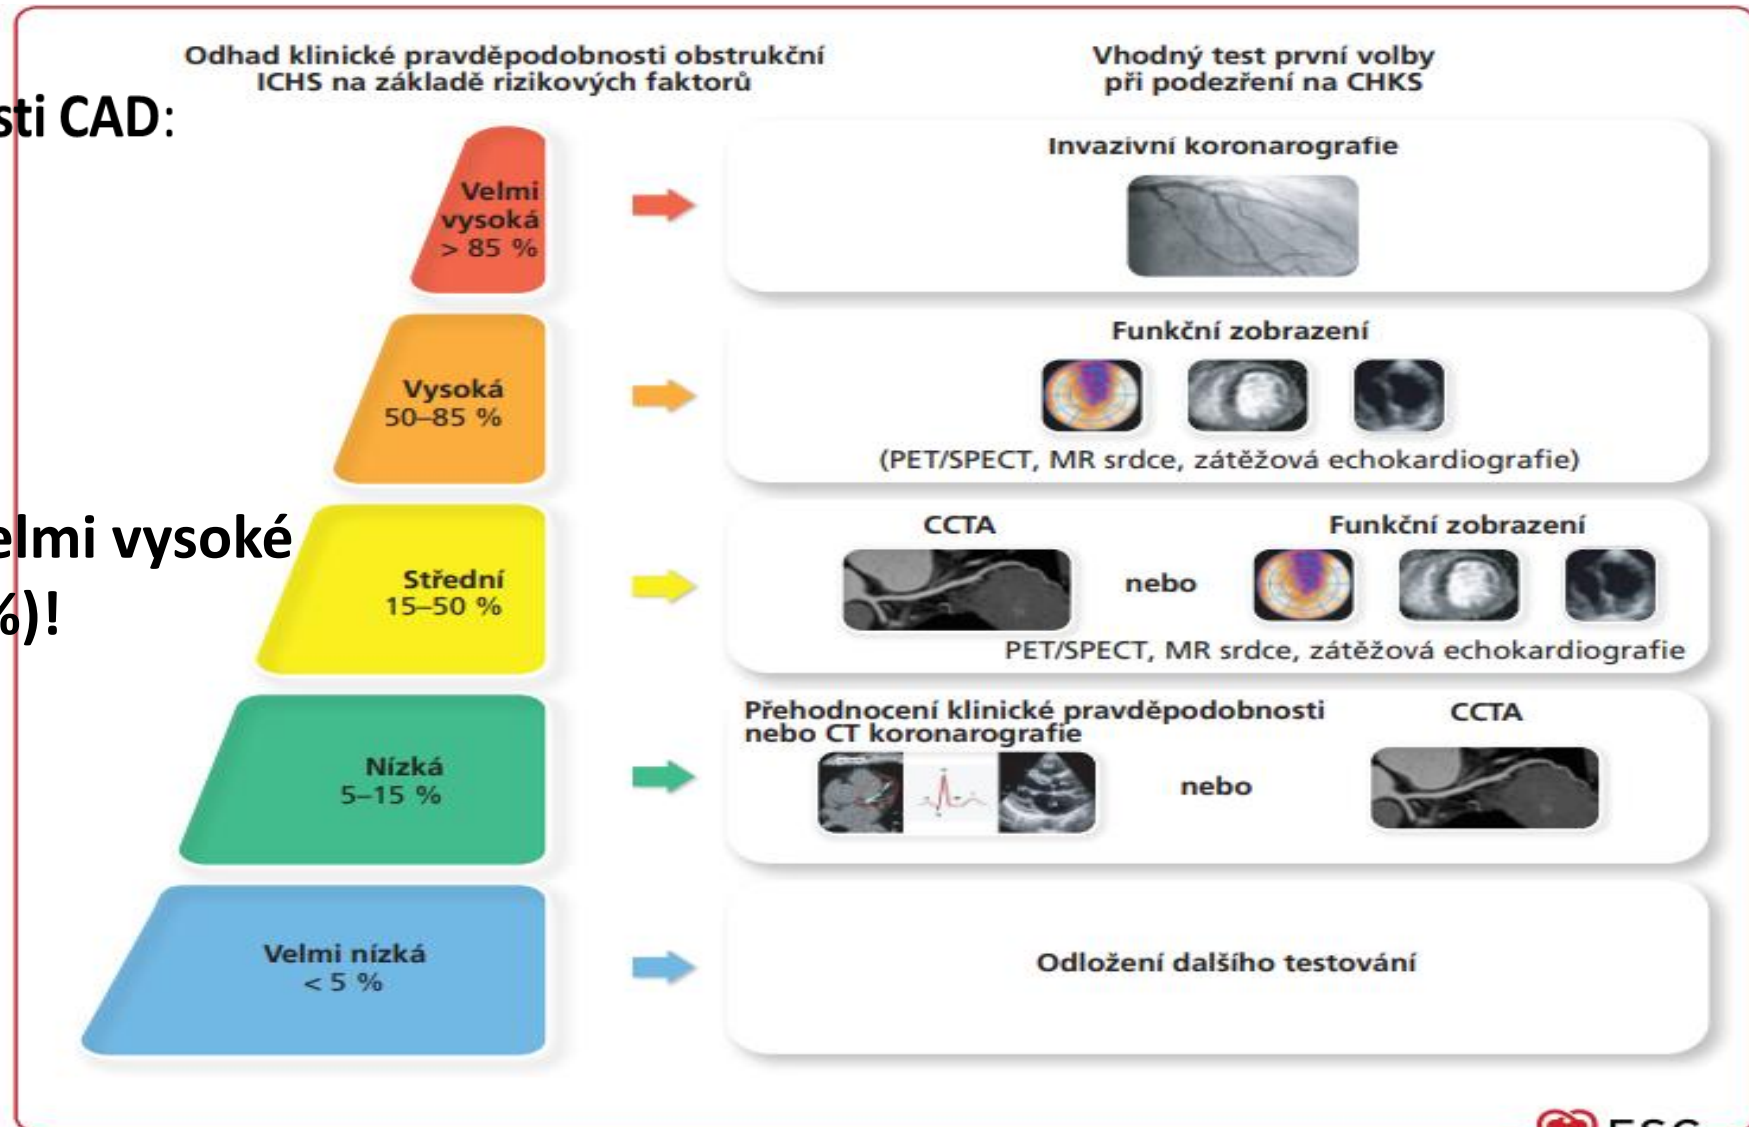 Odhad klinické pravděpodobnosti obstrukční
ICHS na základě rizikových faktorů
Vhodný test první volby
při podezření na CHKS
sti CAD:
Velmi
vysoká
> 85 %
Invazivní koronarografie
Vysoká
50–85 %
Funkční zobrazení
(PET/SPECT, MR srdce, zátěžová echokardiografie)
elmi vysoké
%)!
Střední
15–50 %
CCTA
nebo
Funkční zobrazení
PET/SPECT, MR srdce, zátěžová echokardiografie
Nízká
5–15 %
Přehodnocení klinické pravděpodobnosti
nebo CT koronarografie
nebo
CCTA
Velmi nízká
< 5 %
Odložení dalšího testování
ESC